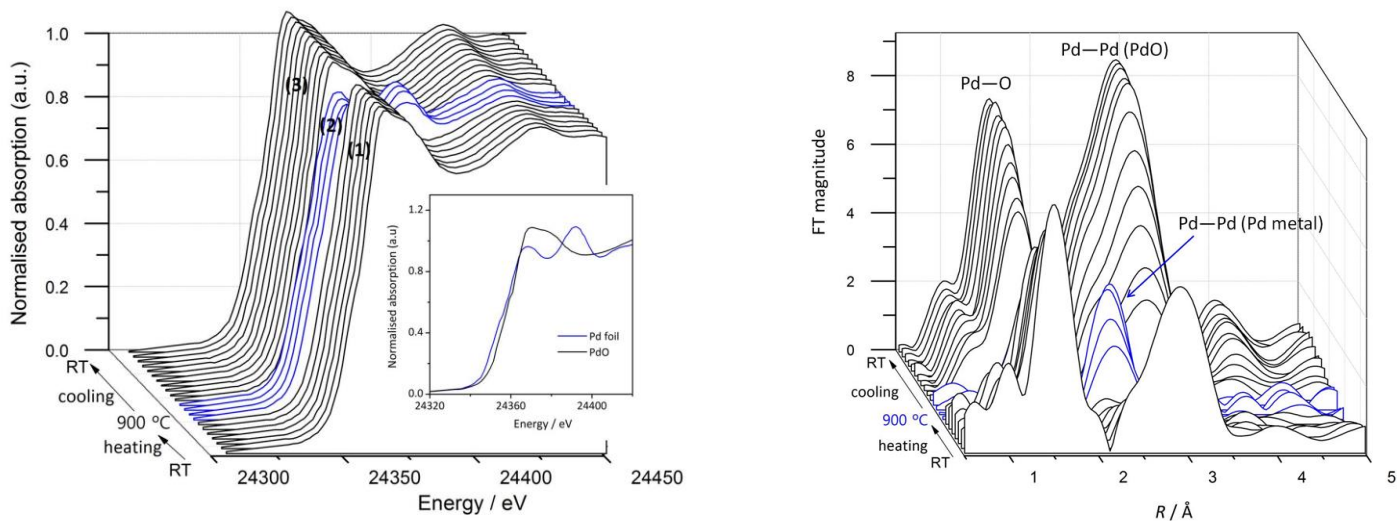 Normalised absorption (a.u.)
1.0
0.8
0.6
0.4
0.2
0.0
(3)
(2)
(1)
RT
cooling
900 °C
heating
RT
24300
24350
24400
24450
Energy / eV
Normalised absorption (a.u)
1.2
0.8
0.4
0.0
Pd foil
PdO
24320
24360
24400
Energy / eV
FT magnitude
8
6
4
2
0
Pd—O
Pd—Pd (PdO)
Pd—Pd (Pd metal)
RT
cooling
900 °C
heating
RT
1
2
3
4
5
R / Å